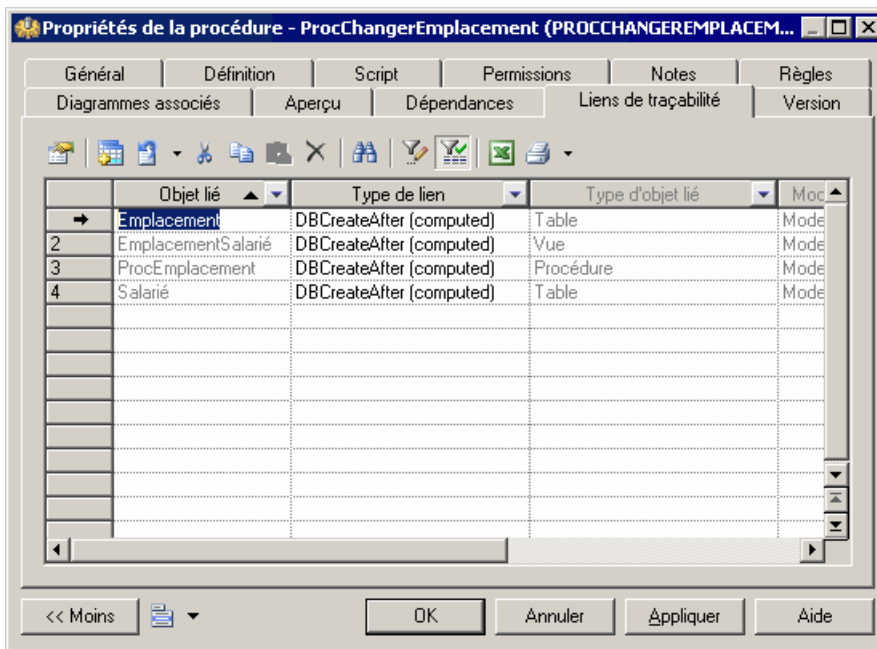 Propriétés de la procédure - ProcChangerEmplacement (PROCCHANGEREMPLACEM...
Général Définition Script Permissions Notes Règles
Diagrammes associés Aperçu Dépendances Liens de traçabilité Version
Objet lié Type de lien Type d'objet lié Moc
Emplacement DBCreateAfter (computed) Table Mode
2 EmplacementSalarié DBCreateAfter (computed) Vue Mode
3 ProcEmplacement DBCreateAfter (computed) Procédure Mode
4 Salarié DBCreateAfter (computed) Table Mode
<< Moins OK Annuler Appliquer Aide